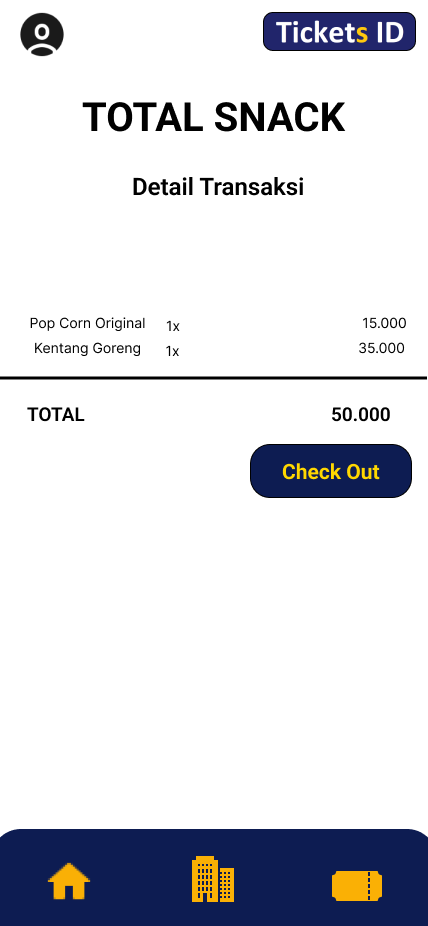 Tickets ID
TOTAL SNACK
Detail Transaksi
Pop Corn Original 1x 15.000
Kentang Goreng 1x 35.000
TOTAL 50.000
Check Out